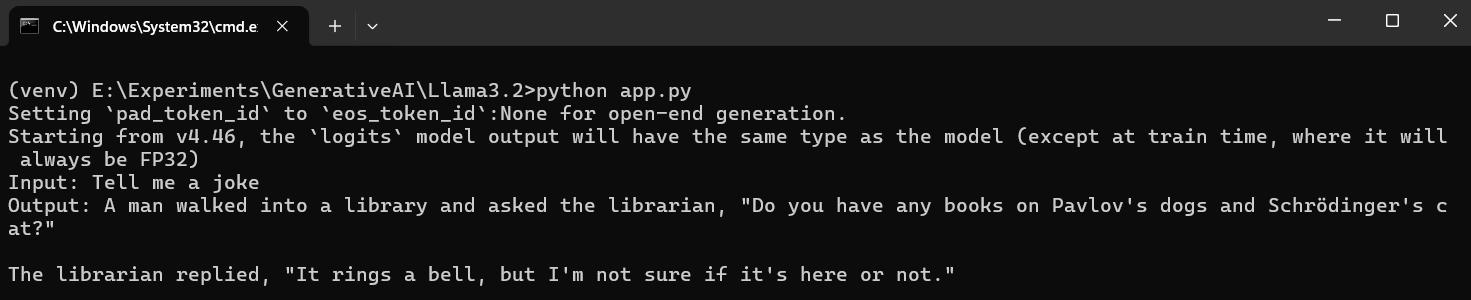 C:\Windows\System32\cmd.e
(venv) E:\Experiments\GenerativeAI\Llama3.2>python app.py
Setting `pad_token_id` to `eos_token_id`:None for open-end generation.
Starting from v4.46, the `logits` model output will have the same type as the model (except at train time, where it will
always be FP32)
Input: Tell me a joke
Output: A man walked into a library and asked the librarian, "Do you have any books on Pavlov's dogs and Schrödinger's c
at?"
The librarian replied, "It rings a bell, but I'm not sure if it's here or not."